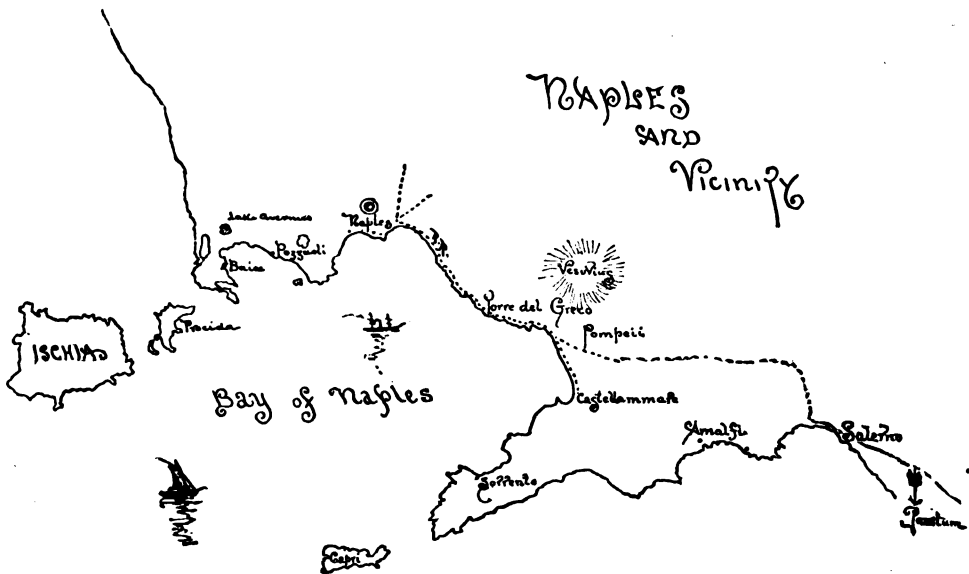 NAPLES
AND
VICINITY
Lake Avernus
Naples
Pozzuoli
Baiae
Vesuvius
Torre del Greco
Procida
Pompeii
ISCHIA
Bay of Naples
Castellammare
Amalfi
Salerno
Sorrento
Paestum
Capri